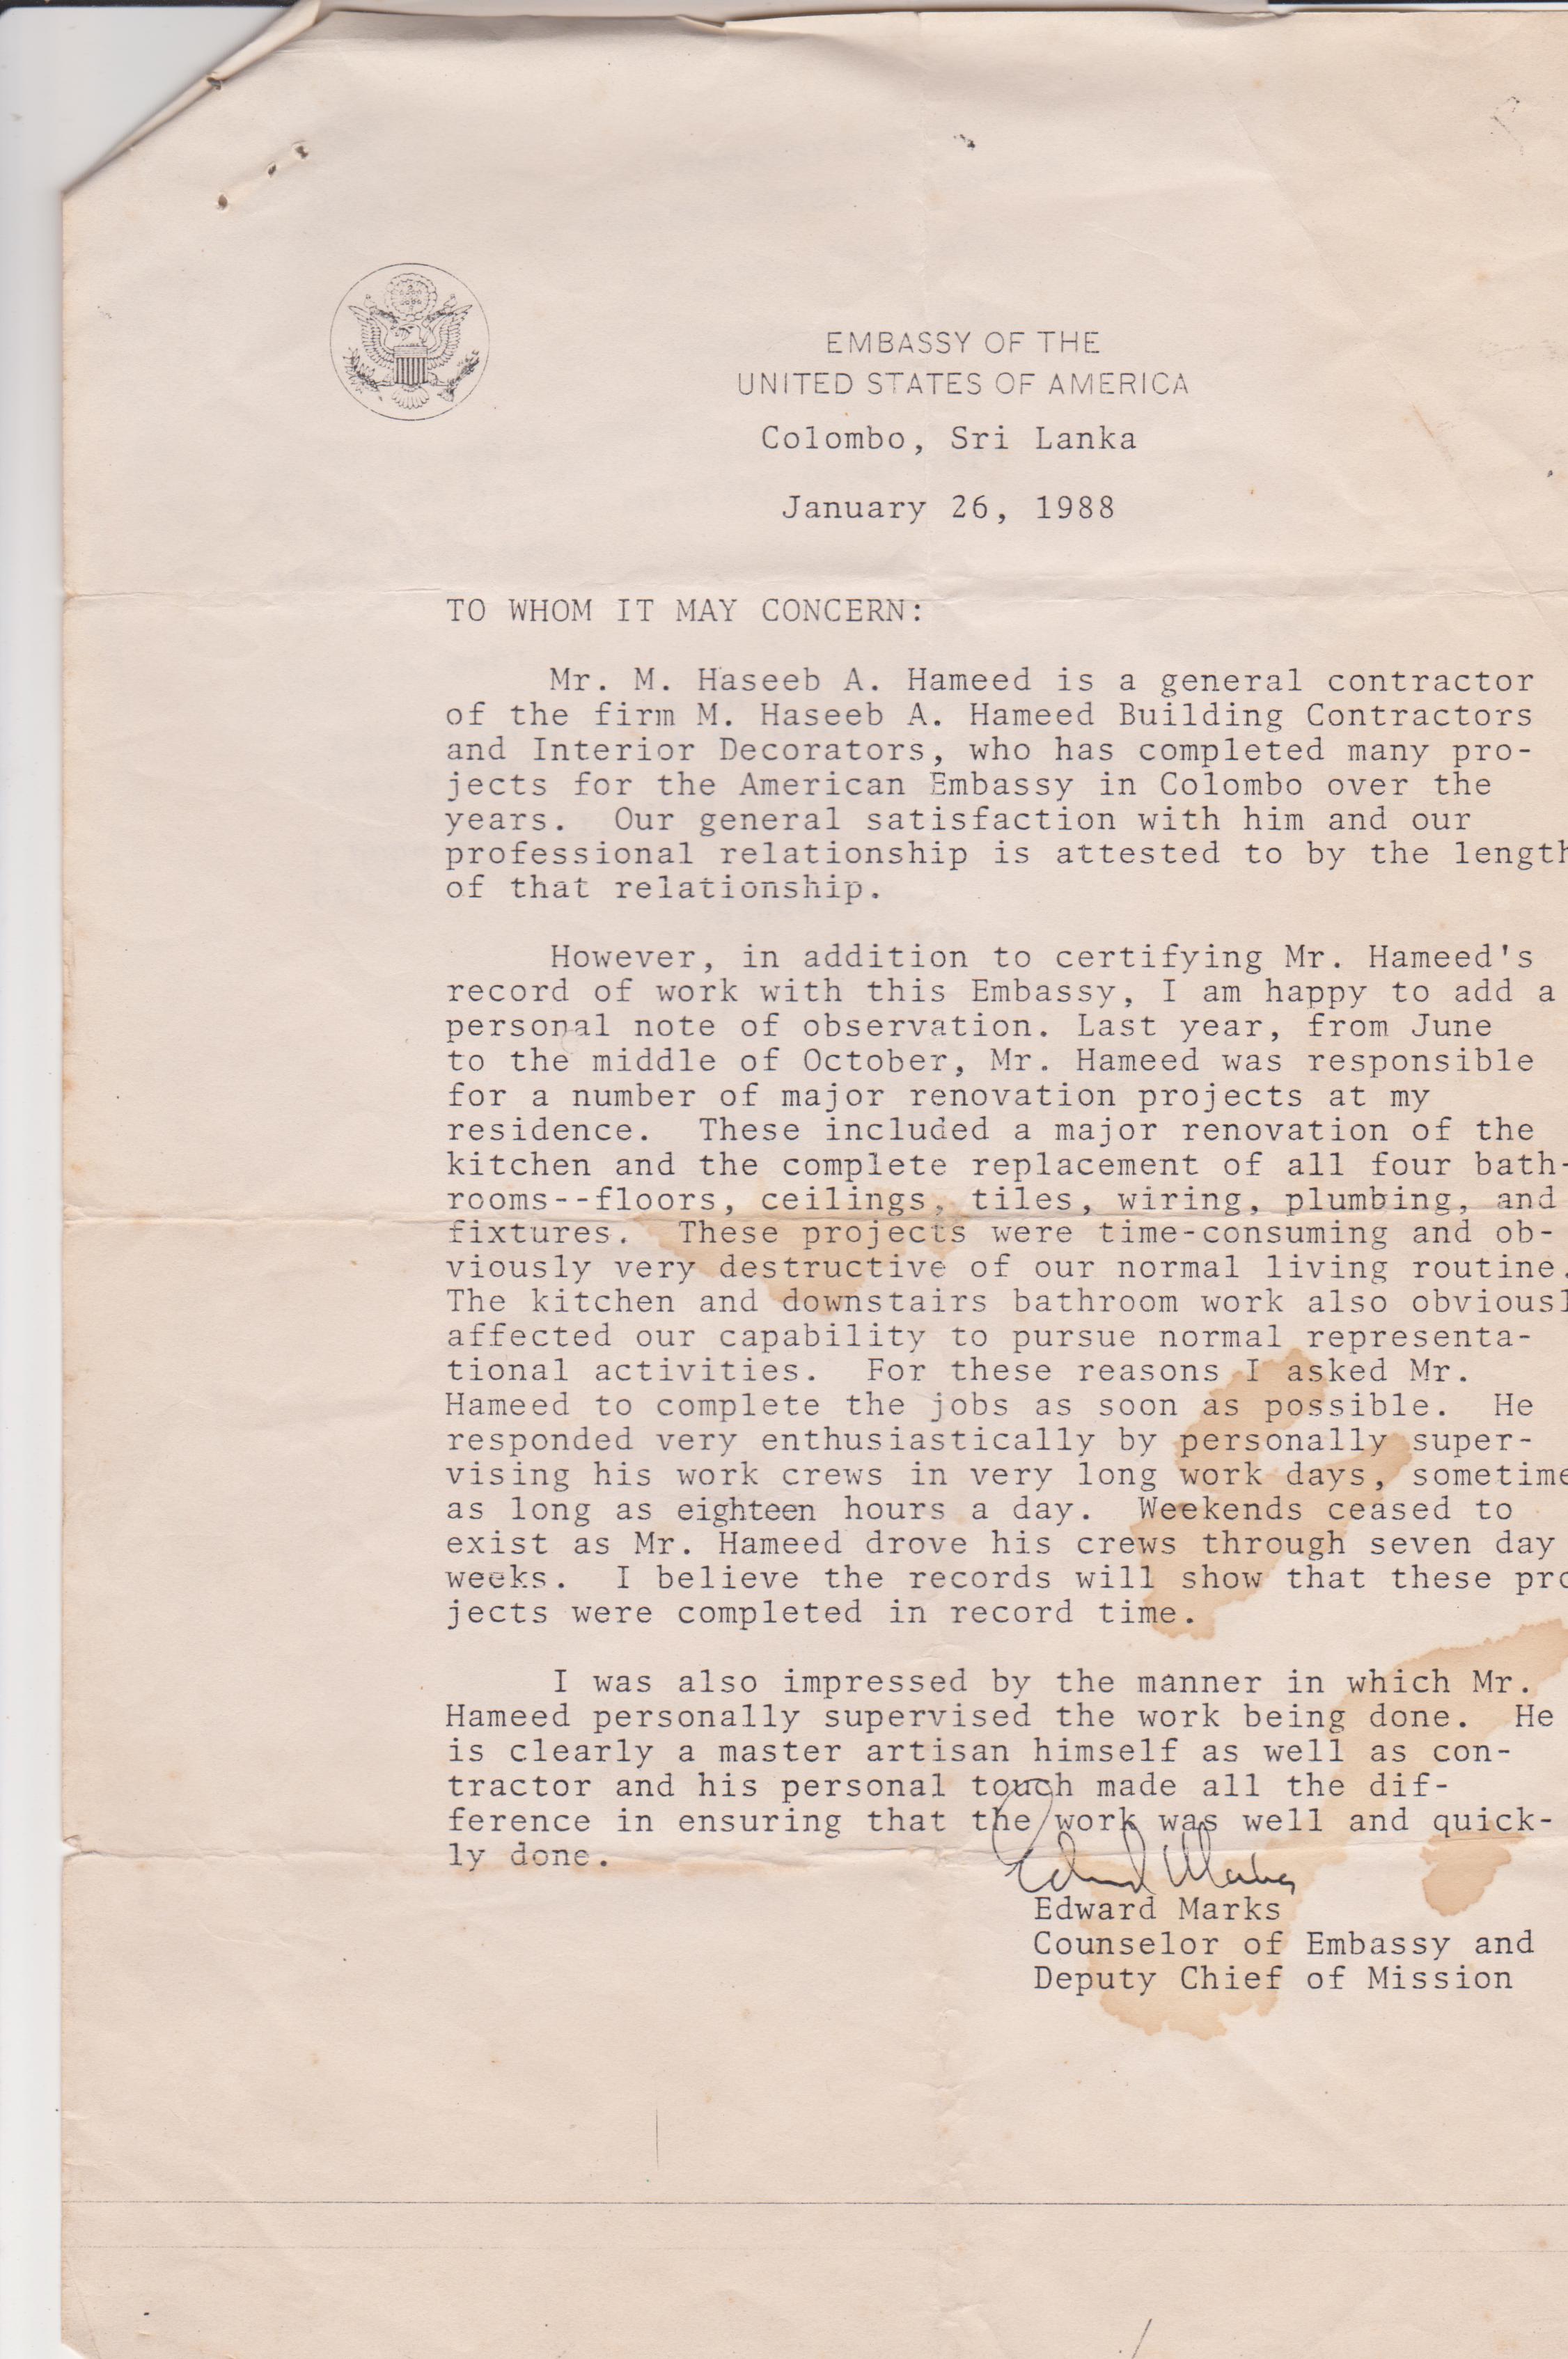 EMBASSY OF THE
UNITED STATES OF AMERICA
Colombo, Sri Lanka
January 26, 1988
TO WHOM IT MAY CONCERN:
Mr. M. Haseeb A. Hameed is a general contractor
of the firm M. Haseeb A. Hameed Building Contractors
and Interior Decorators, who has completed many pro-
jects for the American Embassy in Colombo over the
years. Our general satisfaction with him and our
professional relationship is attested to by the length
of that relationship.
However, in addition to certifying Mr. Hameed's
record of work with this Embassy, I am happy to add a
personal note of observation. Last year, from June
to the middle of October, Mr. Hameed was responsible
for a number of major renovation projects at my
residence. These included a major renovation of the
kitchen and the complete replacement of all four bath-
rooms--floors, ceilings, tiles, wiring, plumbing, and
fixtures. These projects were time-consuming and ob-
viously very destructive of our normal living routine.
The kitchen and downstairs bathroom work also obviousl
affected our capability to pursue normal representa-
tional activities. For these reasons I asked Mr.
Hameed to complete the jobs as soon as possible. He
responded very enthusiastically by personally super-
vising his work crews in very long work days, sometime
as long as eighteen hours a day. Weekends ceased to
exist as Mr. Hameed drove his crews through seven day
weeks. I believe the records will show that these pro
jects were completed in record time.
I was also impressed by the manner in which Mr.
Hameed personally supervised the work being done. He
is clearly a master artisan himself as well as con-
tractor and his personal touch made all the dif-
ference in ensuring that the work was well and quick-
ly done.
Edward Marks
Edward Marks
Counselor of Embassy and
Deputy Chief of Mission